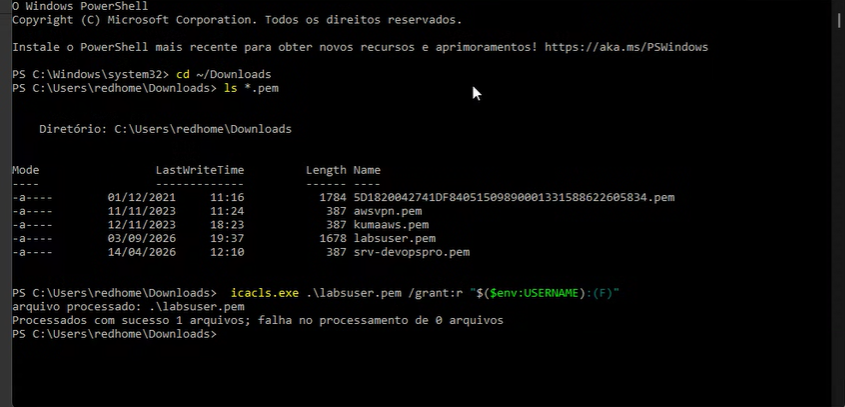 O Windows PowerShell
Copyright (C) Microsoft Corporation. Todos os direitos reservados.
Instale o PowerShell mais recente para obter novos recursos e aprimoramentos! https://aka.ms/PSWindows
PS C:\Windows\system32> cd ~/Downloads
PS C:\Users\redhome\Downloads> ls *.pem
Diretório: C:\Users\redhome\Downloads
Mode LastWriteTime Length Name
---- ------------- ------ ----
-a---- 01/12/2021 11:16 1784 5D1820042741DF84051509890001331588622605834.pem
-a---- 11/11/2023 11:24 387 awsvpn.pem
-a---- 12/11/2023 18:23 387 kumaaws.pem
-a---- 03/09/2026 19:37 1678 labsuser.pem
-a---- 14/04/2026 12:10 387 srv-devopspro.pem
PS C:\Users\redhome\Downloads> icacls.exe .\labsuser.pem /grant:r "$($env:USERNAME):(F)"
arquivo processado: .\labsuser.pem
Processados com sucesso 1 arquivos; falha no processamento de 0 arquivos
PS C:\Users\redhome\Downloads>